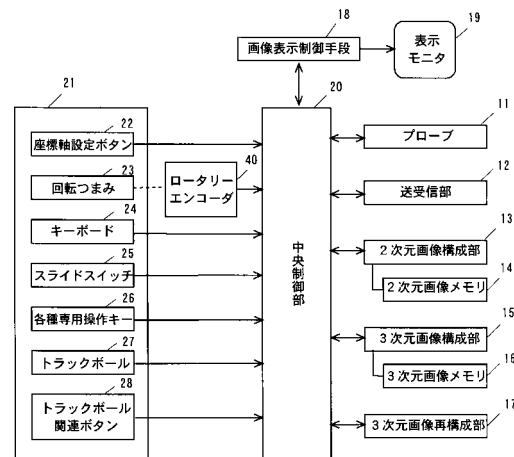 18
画像表示制御手段
19
表示
モニタ
21
20
22
座標軸設定ボタン
23
回転つまみ
40
ロータリー
エンコーダ
24
キーボード
25
スライドスイッチ
26
各種専用操作キー
27
トラックボール
28
トラックボール
関連ボタン
中央制御部
11
プローブ
12
送受信部
13
2次元画像構成部
14
2次元画像メモリ
15
3次元画像構成部
16
3次元画像メモリ
17
3次元画像再構成部